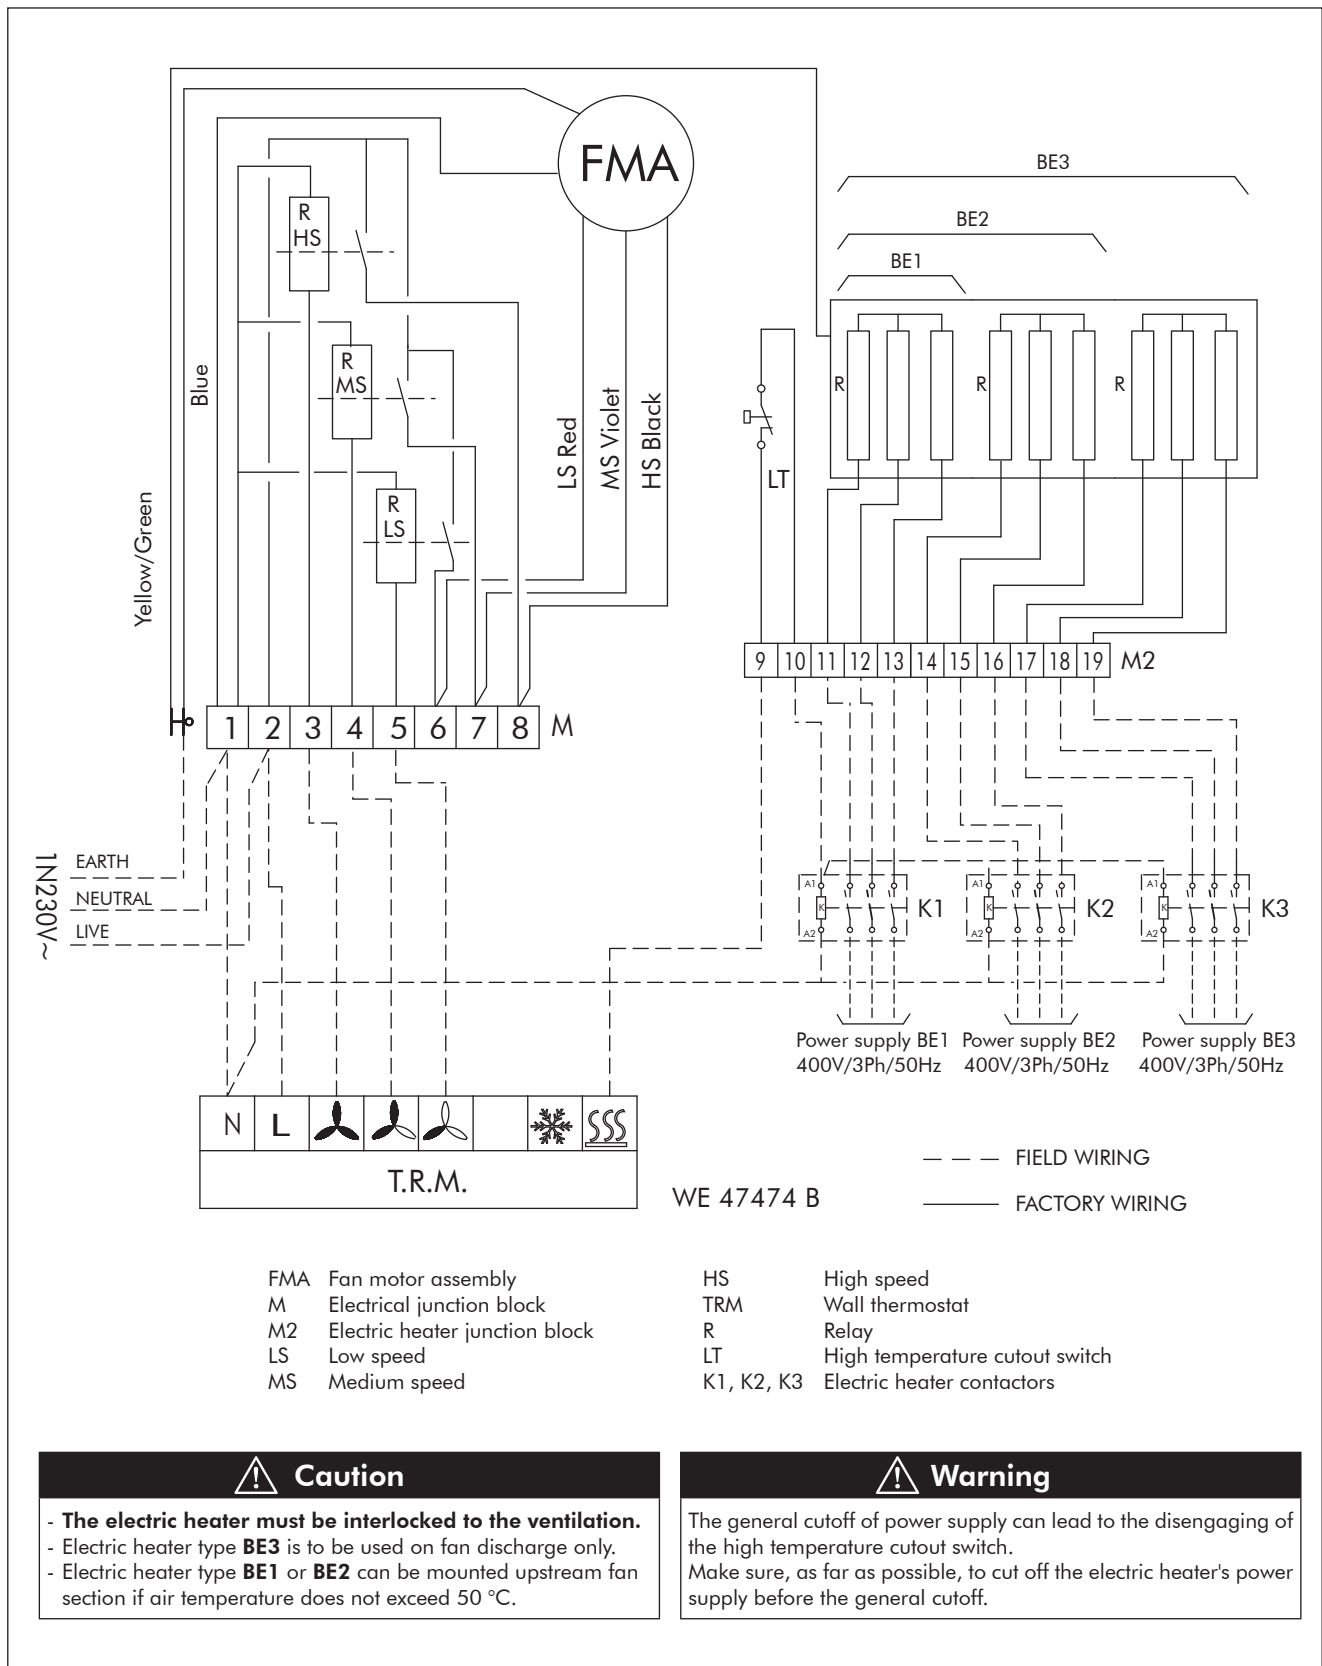 FMA
BE3
BE2
BE1
R
HS
R
MS
R
LS
Blue
Yellow/Green
LS Red
MS Violet
HS Black
LT
R
R
R
9 10 11 12 13 14 15 16 17 18 19 M2
1 2 3 4 5 6 7 8 M
1N230V~
EARTH
NEUTRAL
LIVE
A1
K
A2
K1
A1
K
A2
K2
A1
K
A2
K3
Power supply BE1
400V/3Ph/50Hz
Power supply BE2
400V/3Ph/50Hz
Power supply BE3
400V/3Ph/50Hz
N L
T.R.M.
WE 47474 B
FIELD WIRING
FACTORY WIRING
FMA Fan motor assembly
M Electrical junction block
M2 Electric heater junction block
LS Low speed
MS Medium speed
HS High speed
TRM Wall thermostat
R Relay
LT High temperature cutout switch
K1, K2, K3 Electric heater contactors
Caution
- The electric heater must be interlocked to the ventilation.
- Electric heater type BE3 is to be used on fan discharge only.
- Electric heater type BE1 or BE2 can be mounted upstream fan
section if air temperature does not exceed 50 °C.
Warning
The general cutoff of power supply can lead to the disengaging of
the high temperature cutout switch.
Make sure, as far as possible, to cut off the electric heater's power
supply before the general cutoff.